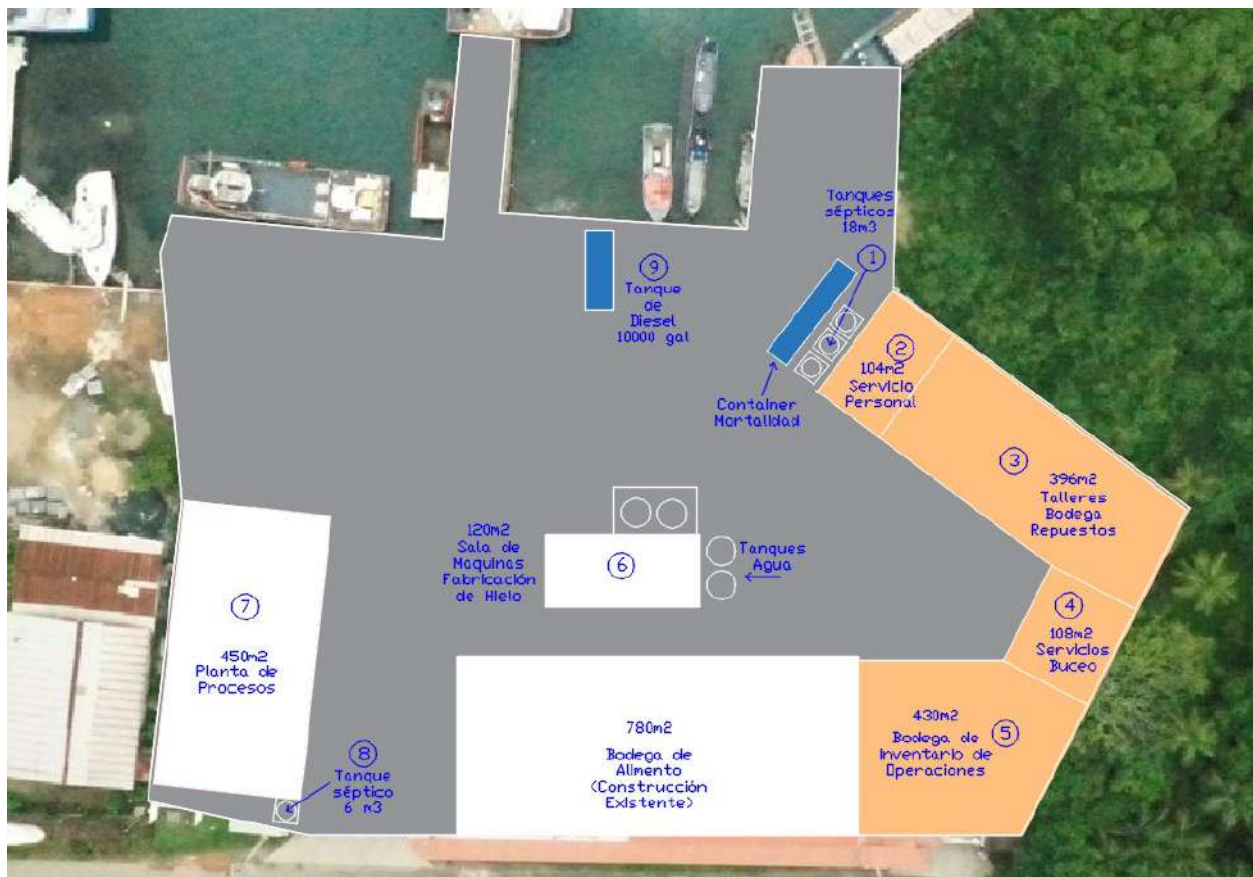 Tanques
sépticos
18m3
1
9
Tanque
de
Diesel
10000 gal
2
104m2
Servicio
Personal
Container
Mortalidad
3
396m2
Talleres
Bodega
Repuestos
120m2
Sala de
Maquinas
Fabricación
de Hielo
6
Tanques
Agua
4
108m2
Servicios
Buceo
7
450m2
Planta de
Procesos
780m2
Bodega de
Alimento
(Construcción
Existente)
430m2
Bodega de
Inventario de
Operaciones
5
8
Tanque
séptico
6 m3